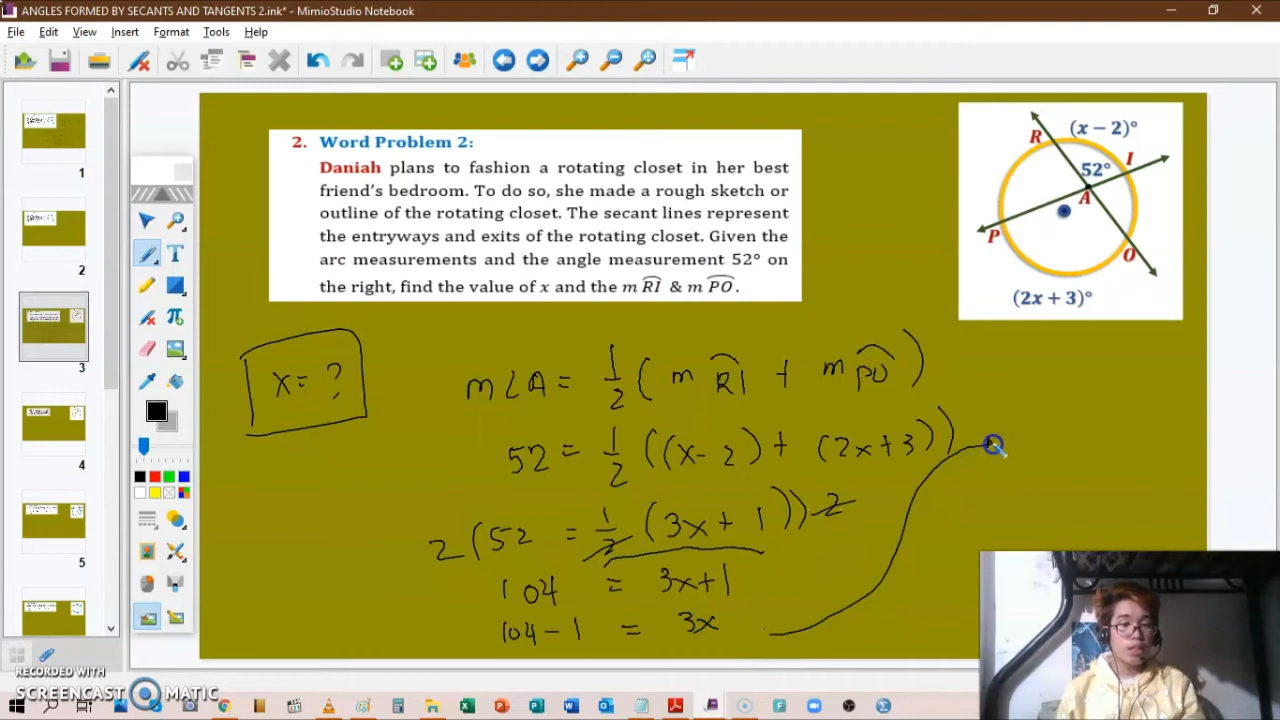 ANGLES FORMED BY SECANTS AND TANGENTS 2.ink* - MimioStudio Notebook
File Edit View Insert Format Tools Help
1
2
3
4
5
2. Word Problem 2:
Daniah plans to fashion a rotating closet in her best
friend's bedroom. To do so, she made a rough sketch or
outline of the rotating closet. The secant lines represent
the entryways and exits of the rotating closet. Given the
arc measurements and the angle measurement 52° on
the right, find the value of x and the m RI & m PO.
(x − 2)°
R
I
52°
A
P
O
(2x + 3)°
x = ?
m∠A = 1/2 ( m RI + m PO )
52 = 1/2 ((x - 2) + (2x + 3))
2 (52 = 1/2 (3x + 1)) 2
104 = 3x+1
104 - 1 = 3x
RECORDED WITH
SCREENCAST MATIC